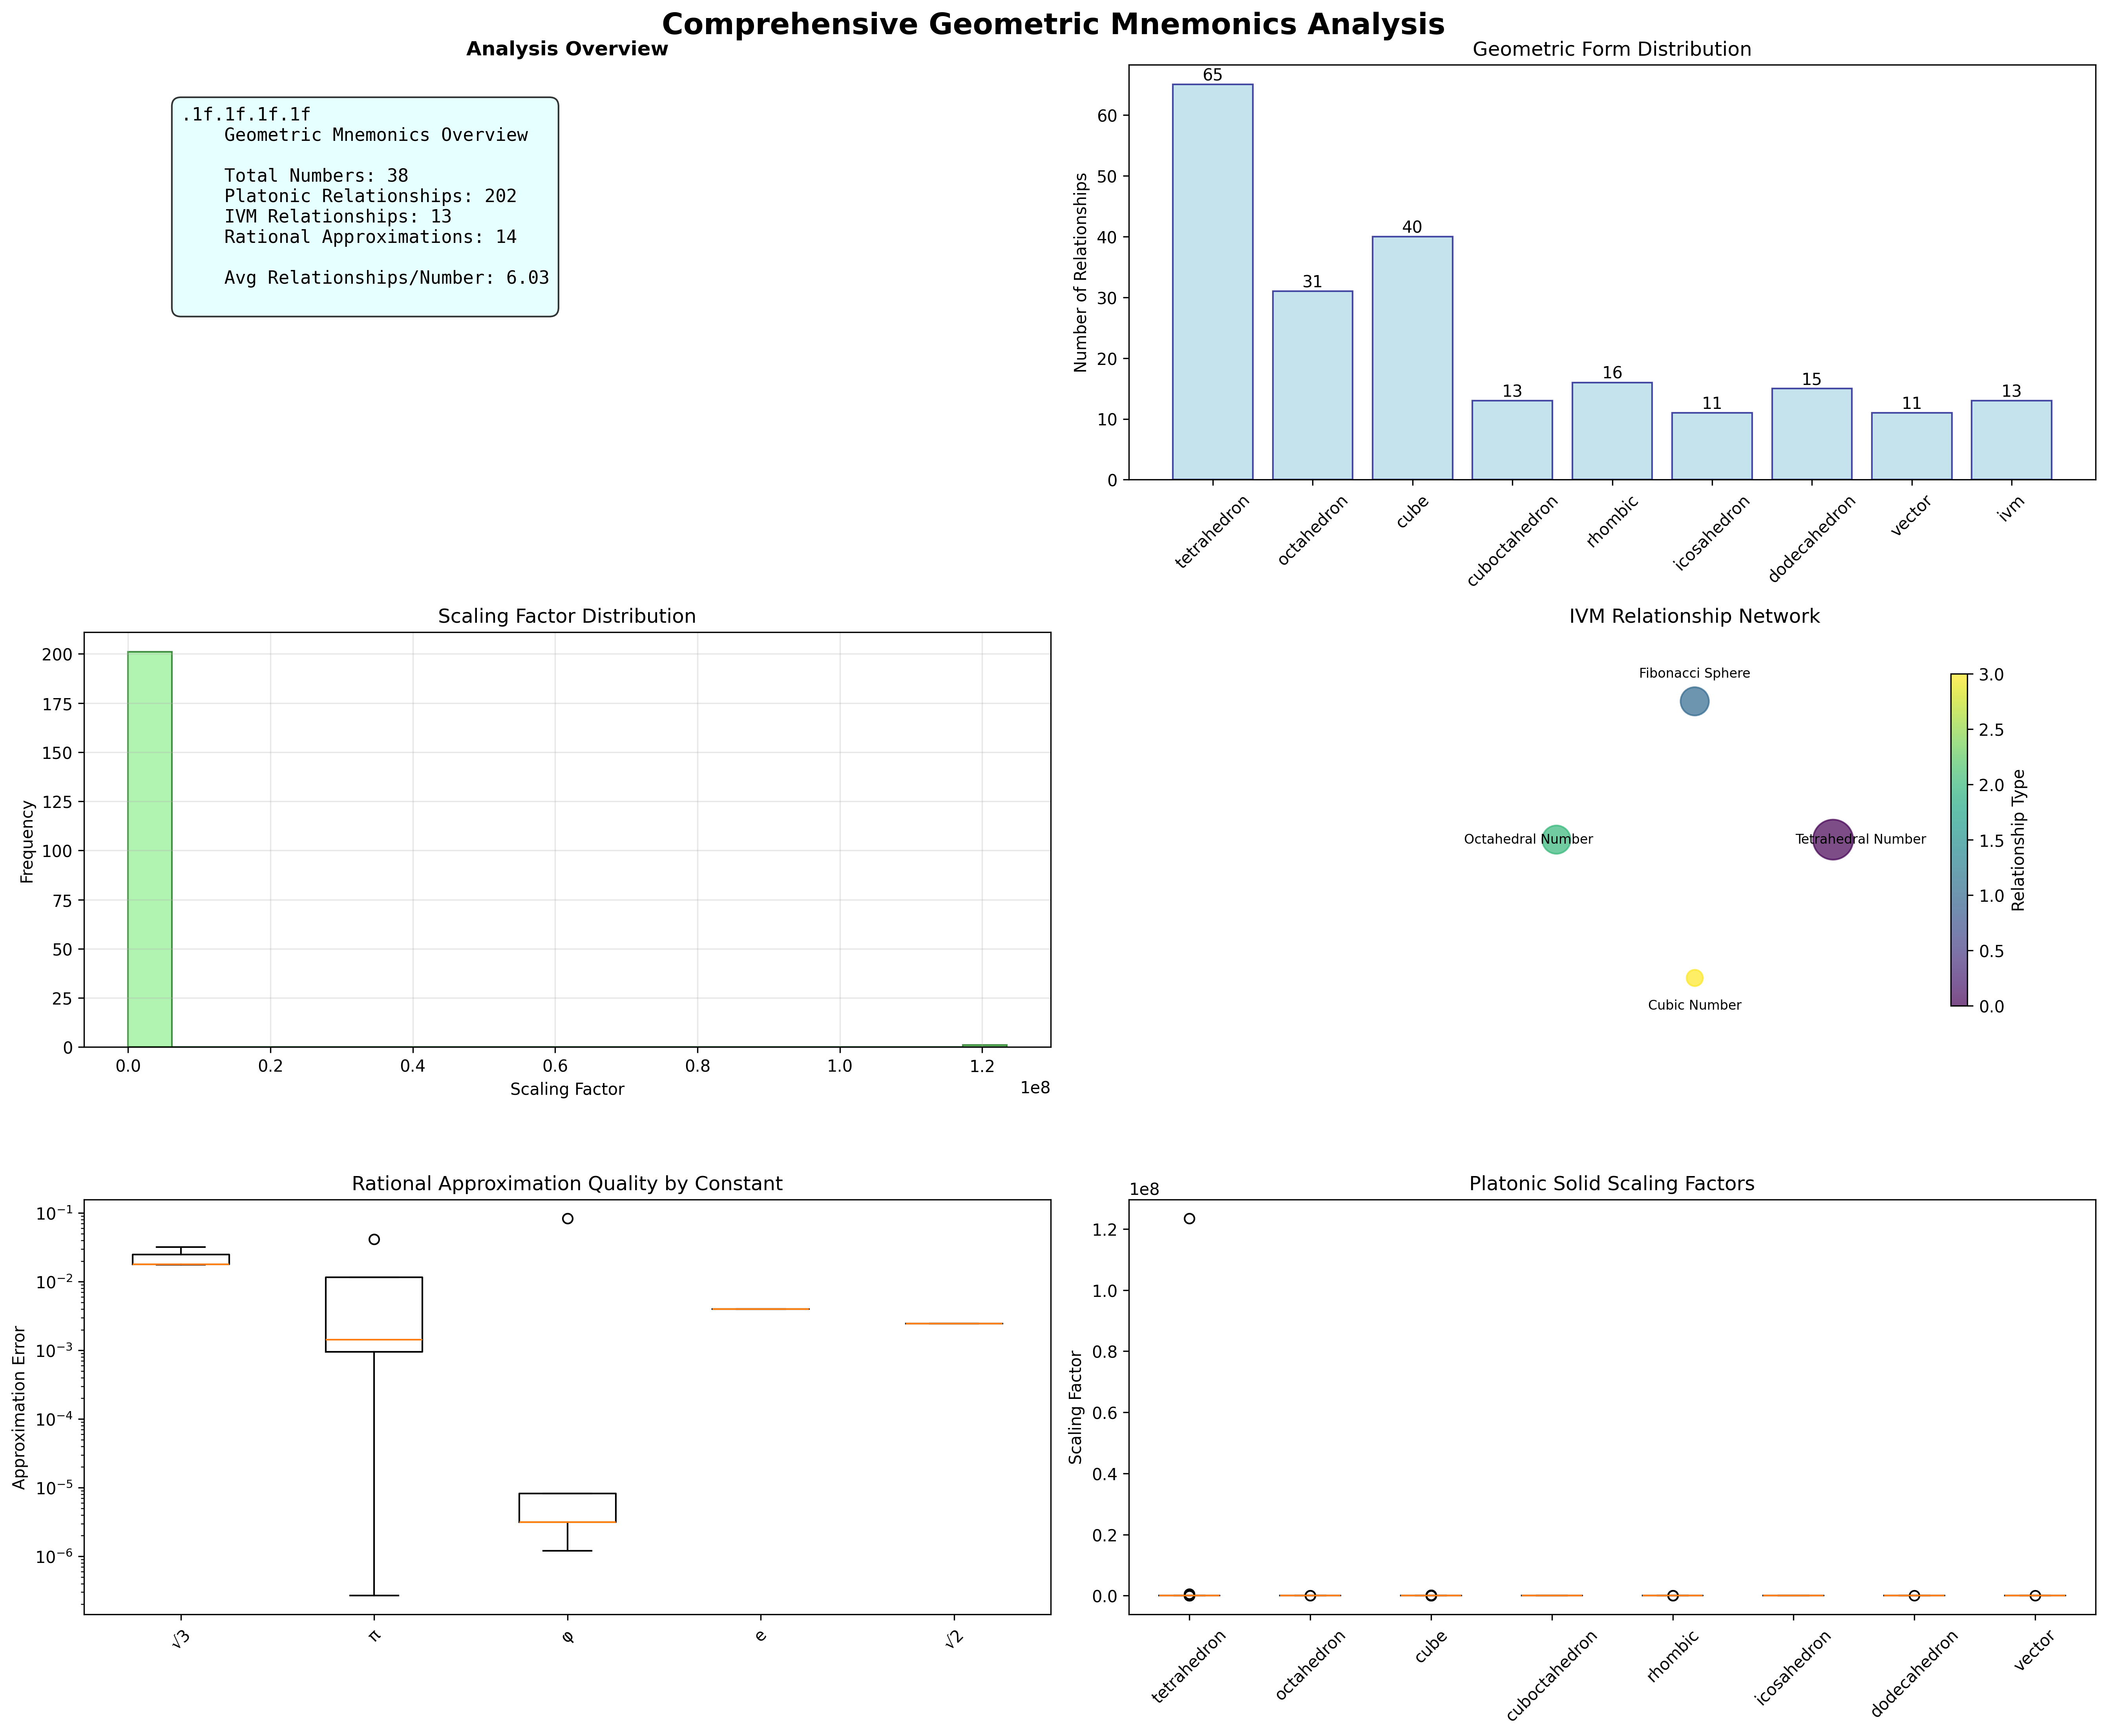 Comprehensive Geometric Mnemonics Analysis
Analysis Overview
.1f.1f.1f.1f
Geometric Mnemonics Overview
Total Numbers: 38
Platonic Relationships: 202
IVM Relationships: 13
Rational Approximations: 14
Avg Relationships/Number: 6.03
Geometric Form Distribution
Number of Relationships
60
50
40
30
20
10
0
65
31
40
13
16
11
15
11
13
tetrahedron
octahedron
cube
cuboctahedron
rhombic
icosahedron
dodecahedron
vector
ivm
Scaling Factor Distribution
Frequency
200
175
150
125
100
75
50
25
0
0.0 0.2 0.4 0.6 0.8 1.0 1.2
Scaling Factor
1e8
IVM Relationship Network
Fibonacci Sphere
Octahedral Number
Tetrahedral Number
Cubic Number
3.0
2.5
2.0
1.5
1.0
0.5
0.0
Relationship Type
Rational Approximation Quality by Constant
Approximation Error
10⁻¹
10⁻²
10⁻³
10⁻⁴
10⁻⁵
10⁻⁶
√3
π
φ
e
√2
Platonic Solid Scaling Factors
1e8
Scaling Factor
1.2
1.0
0.8
0.6
0.4
0.2
0.0
tetrahedron
octahedron
cube
cuboctahedron
rhombic
icosahedron
dodecahedron
vector